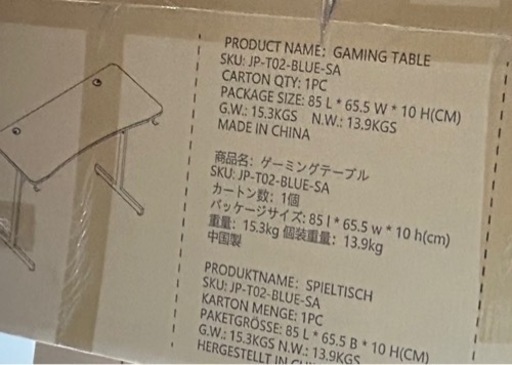 PRODUCT NAME: GAMING TABLE
SKU: JP-T02-BLUE-SA
CARTON QTY: 1PC
PACKAGE SIZE: 85 L * 65.5 W * 10 H(CM)
G.W.: 15.3KGS N.W.: 13.9KGS
MADE IN CHINA
商品名: ゲーミングテーブル
SKU: JP-T02-BLUE-SA
カートン数: 1個
パッケージサイズ: 85 l * 65.5 w * 10 h(cm)
重量: 15.3kg 個装重量: 13.9kg
中国製
PRODUKTNAME: SPIELTISCH
SKU: JP-T02-BLUE-SA
KARTON MENGE: 1PC
PAKETGRÖSSE: 85 L * 65.5 B * 10 H(CM)
G.W.: 15.3KGS N.W.: 13.9KGS
HERGESTELLT IN